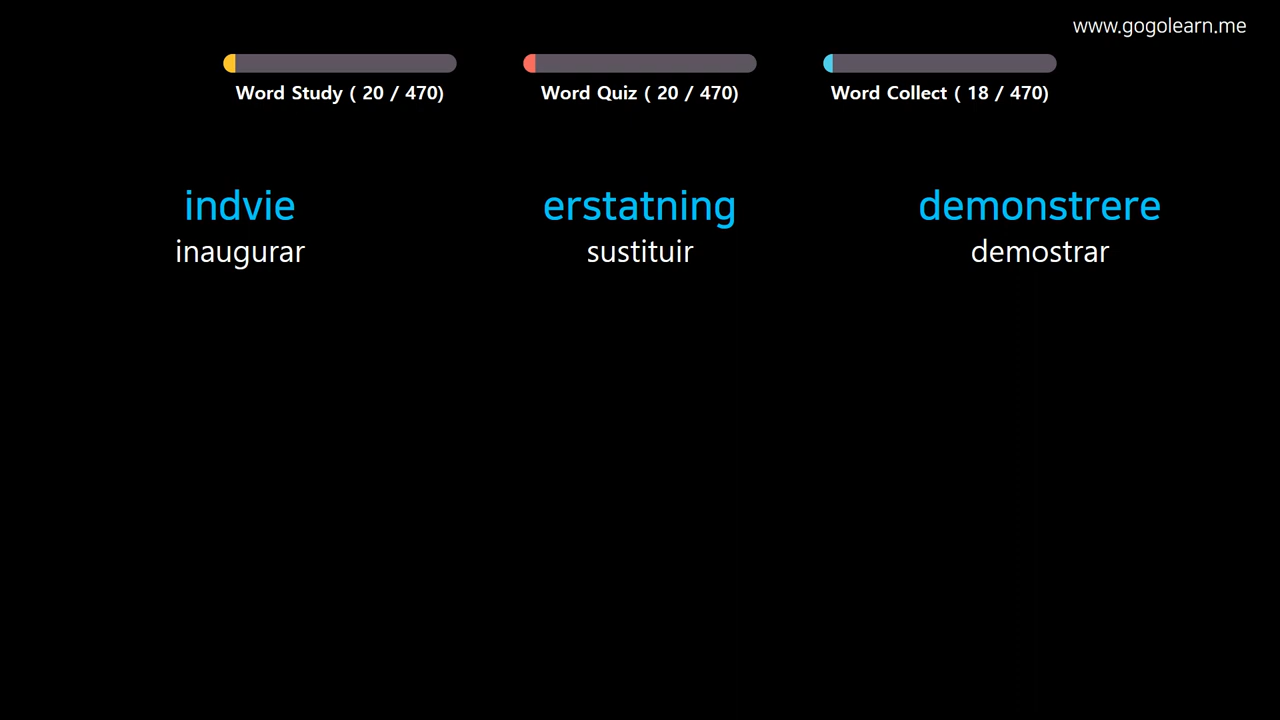 www.gogolearn.me
Word Study ( 20 / 470)
Word Quiz ( 20 / 470)
Word Collect ( 18 / 470)
indvie
inaugurar
erstatning
sustituir
demonstrere
demostrar